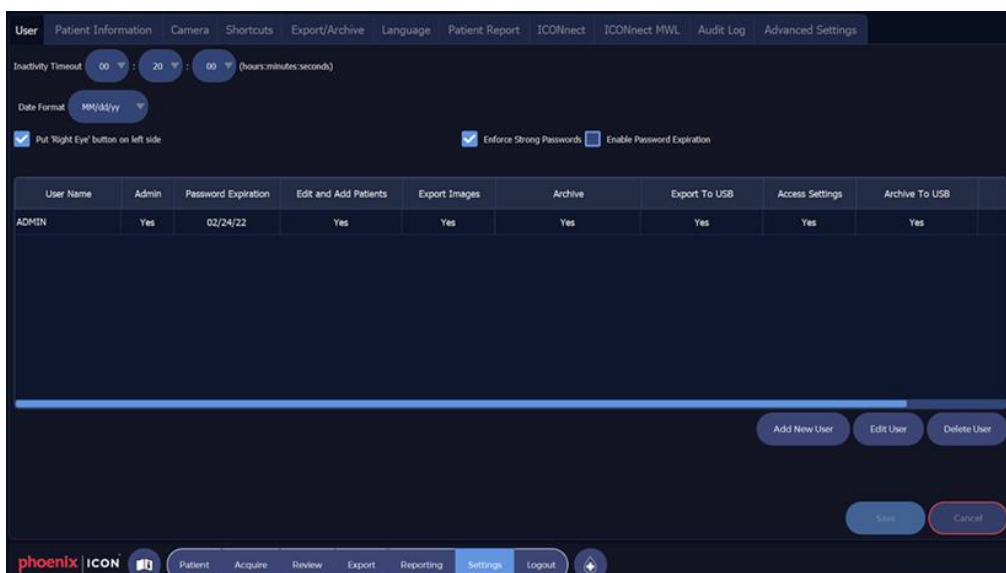 User Patient Information Camera Shortcuts Export/Archive Language Patient Report ICONnect ICONnect MWL Audit Log Advanced Settings
Inactivity Timeout 00 : 20 : 00 (hours:minutes:seconds)
Date Format MM/dd/yy
Put 'Right Eye' button on left side Enforce Strong Passwords Enable Password Expiration
User Name Admin Password Expiration Edit and Add Patients Export Images Archive Export To USB Access Settings Archive To USB
ADMIN Yes 02/24/22 Yes Yes Yes Yes Yes Yes
Add New User Edit User Delete User
Save Cancel
phoenix | ICON Patient Acquire Review Export Reporting Settings Logout